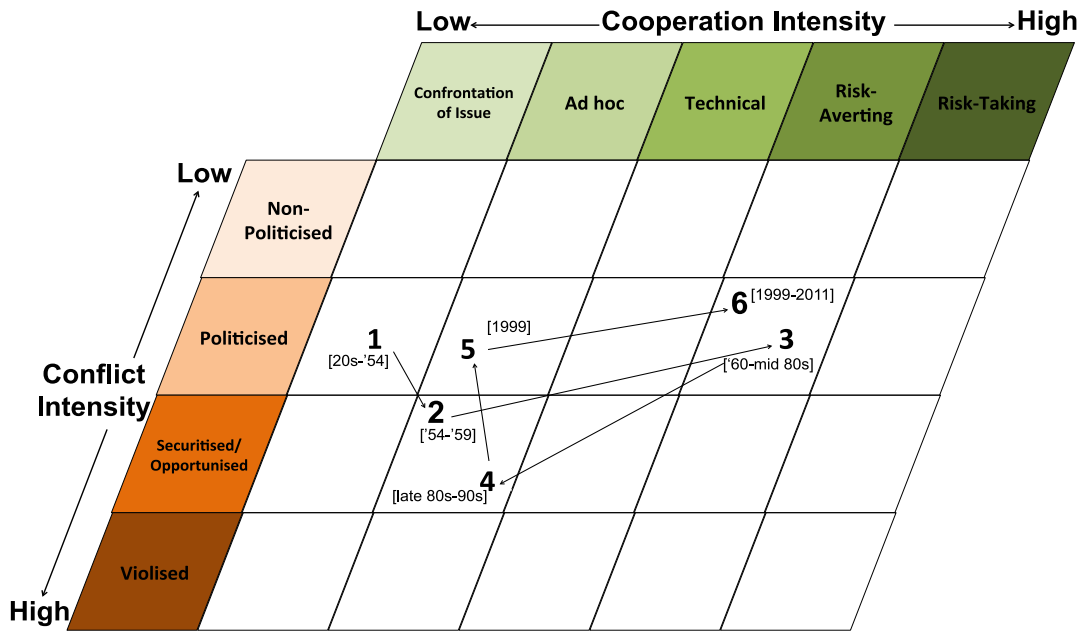 Low Cooperation Intensity High
Confrontation
of Issue
Ad hoc
Technical
Risk-
Averting
Risk-Taking
Low
Non-
Politicised
Conflict
Intensity
Politicised
Securitised/
Opportunised
Violised
High
1
[20s-'54]
2
['54-'59]
5
[1999]
6 [1999-2011]
3
['60-mid 80s]
4
[late 80s-90s]